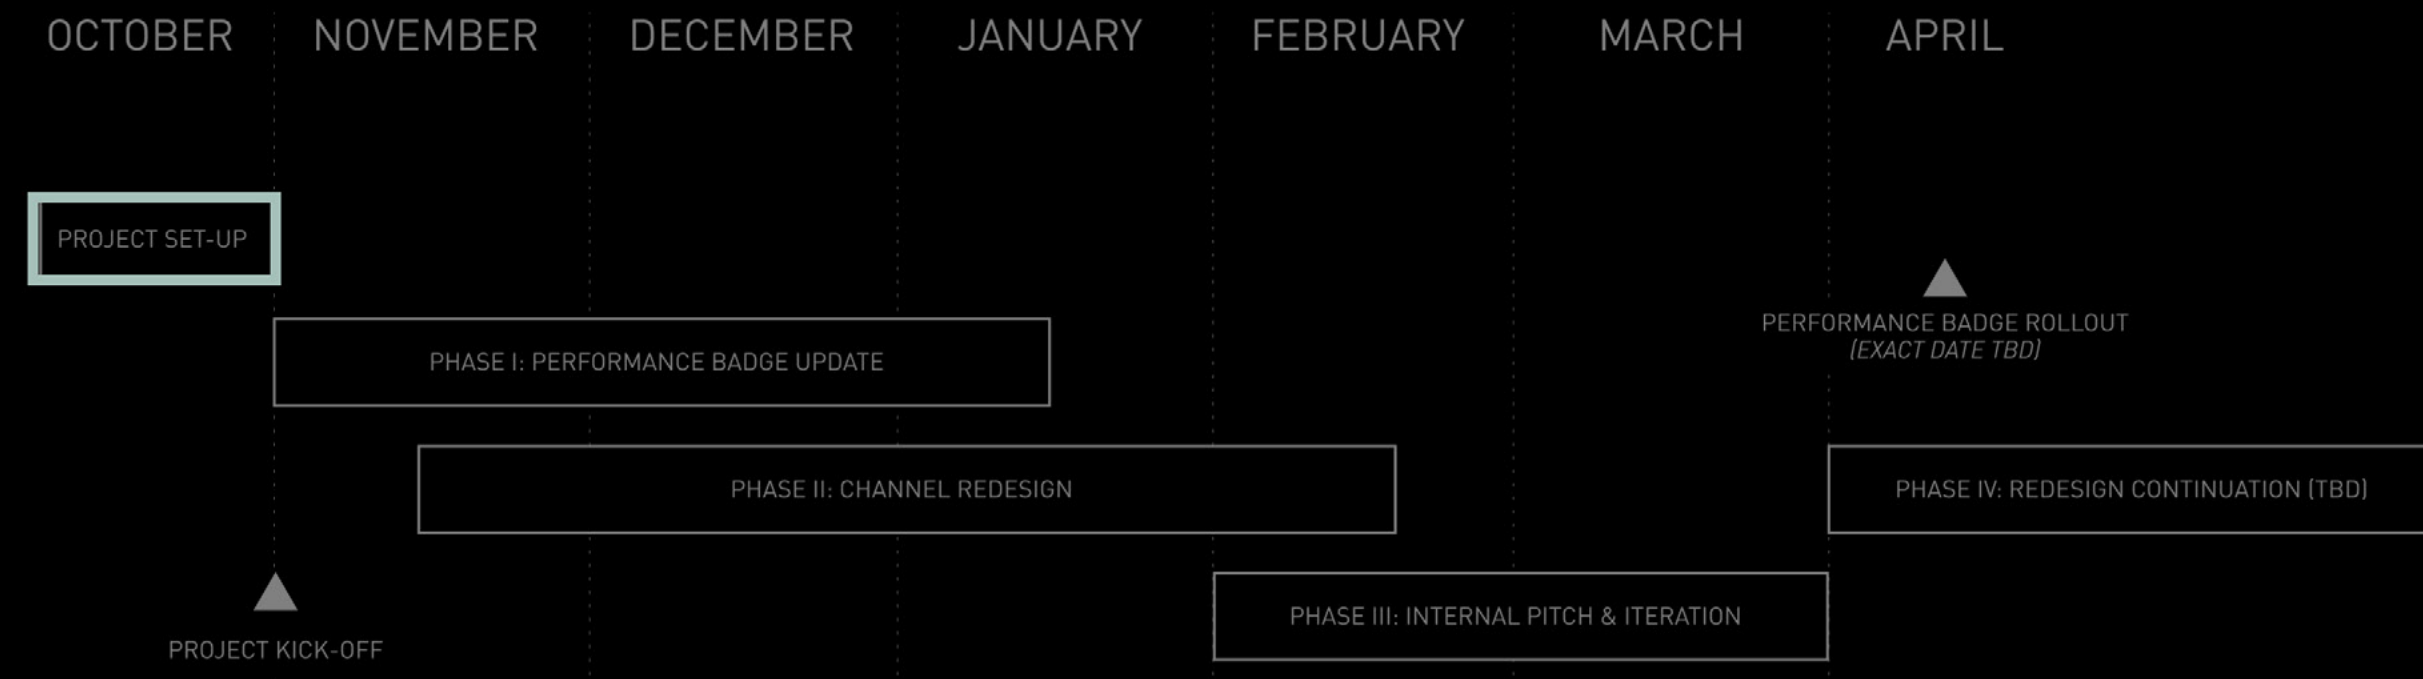 OCTOBER
NOVEMBER
DECEMBER
JANUARY
FEBRUARY
MARCH
APRIL
PROJECT SET-UP
PERFORMANCE BADGE ROLLOUT
(EXACT DATE TBD)
PHASE I: PERFORMANCE BADGE UPDATE
PHASE II: CHANNEL REDESIGN
PHASE IV: REDESIGN CONTINUATION (TBD)
PHASE III: INTERNAL PITCH & ITERATION
PROJECT KICK-OFF